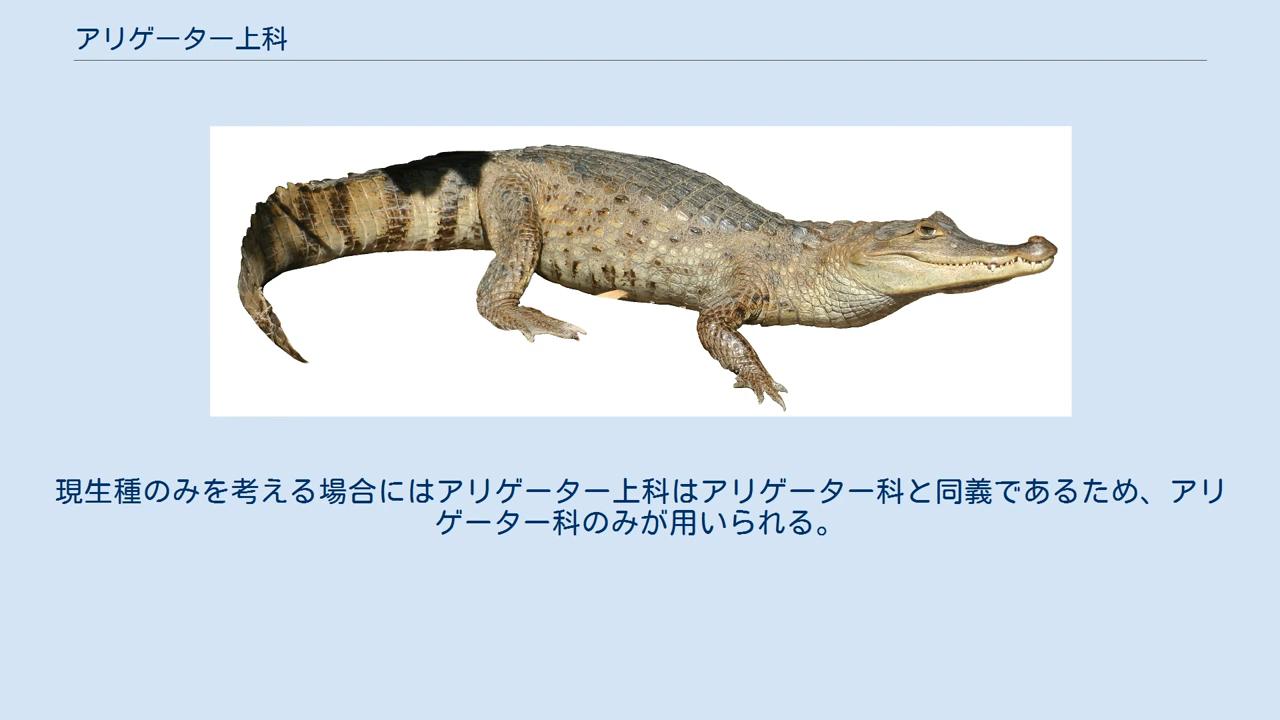 アリゲーター上科
現生種のみを考える場合にはアリゲーター上科はアリゲーター科と同義であるため、アリ
ゲーター科のみが用いられる。